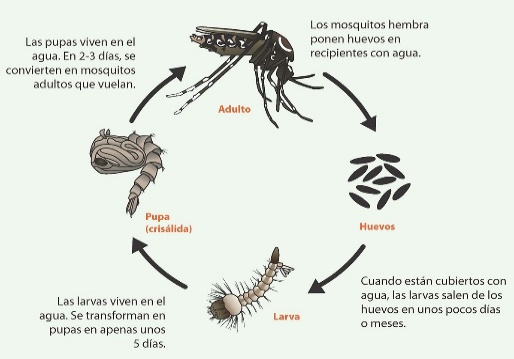 Las pupas viven en el
agua. En 2-3 días, se
convierten en mosquitos
adultos que vuelan.
Los mosquitos hembra
ponen huevos en
recipientes con agua.
Adulto
Pupa
(crisálida)
Huevos
Las larvas viven en el
agua. Se transforman en
pupas en apenas unos
5 días.
Larva
Cuando están cubiertos con
agua, las larvas salen de los
huevos en unos pocos días
o meses.